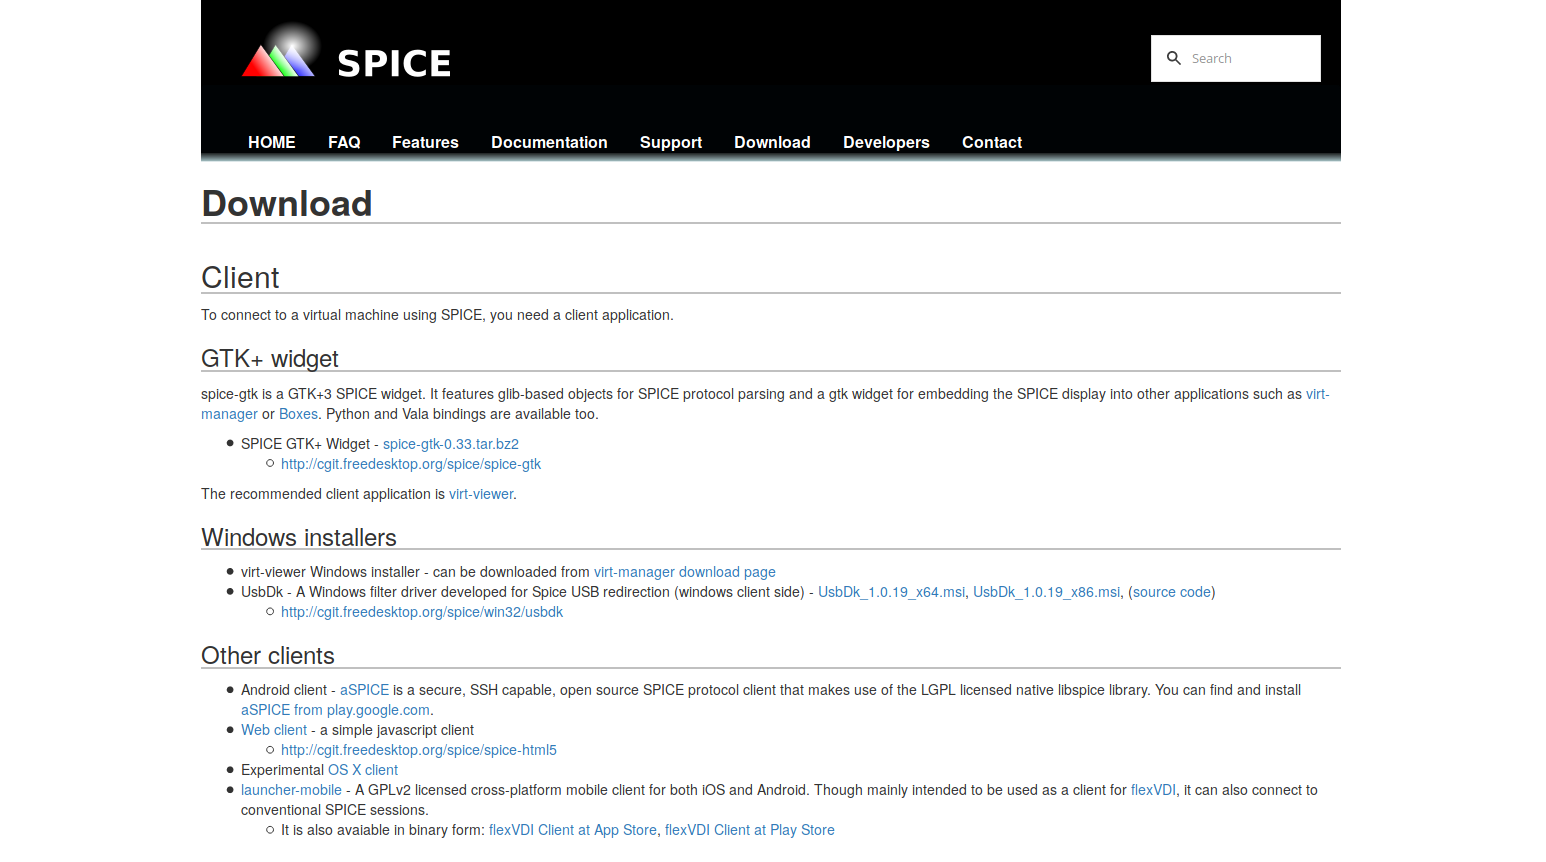 SPICE
Search
HOME FAQ Features Documentation Support Download Developers Contact
Download
Client
To connect to a virtual machine using SPICE, you need a client application.
GTK+ widget
spice-gtk is a GTK+3 SPICE widget. It features glib-based objects for SPICE protocol parsing and a gtk widget for embedding the SPICE display into other applications such as virt-
manager or Boxes. Python and Vala bindings are available too.
SPICE GTK+ Widget - spice-gtk-0.33.tar.bz2
http://cgit.freedesktop.org/spice/spice-gtk
The recommended client application is virt-viewer.
Windows installers
virt-viewer Windows installer - can be downloaded from virt-manager download page
UsbDk - A Windows filter driver developed for Spice USB redirection (windows client side) - UsbDk_1.0.19_x64.msi, UsbDk_1.0.19_x86.msi, (source code)
http://cgit.freedesktop.org/spice/win32/usbdk
Other clients
Android client - aSPICE is a secure, SSH capable, open source SPICE protocol client that makes use of the LGPL licensed native libspice library. You can find and install
aSPICE from play.google.com.
Web client - a simple javascript client
http://cgit.freedesktop.org/spice/spice-html5
Experimental OS X client
launcher-mobile - A GPLv2 licensed cross-platform mobile client for both iOS and Android. Though mainly intended to be used as a client for flexVDI, it can also connect to
conventional SPICE sessions.
It is also avaiable in binary form: flexVDI Client at App Store, flexVDI Client at Play Store